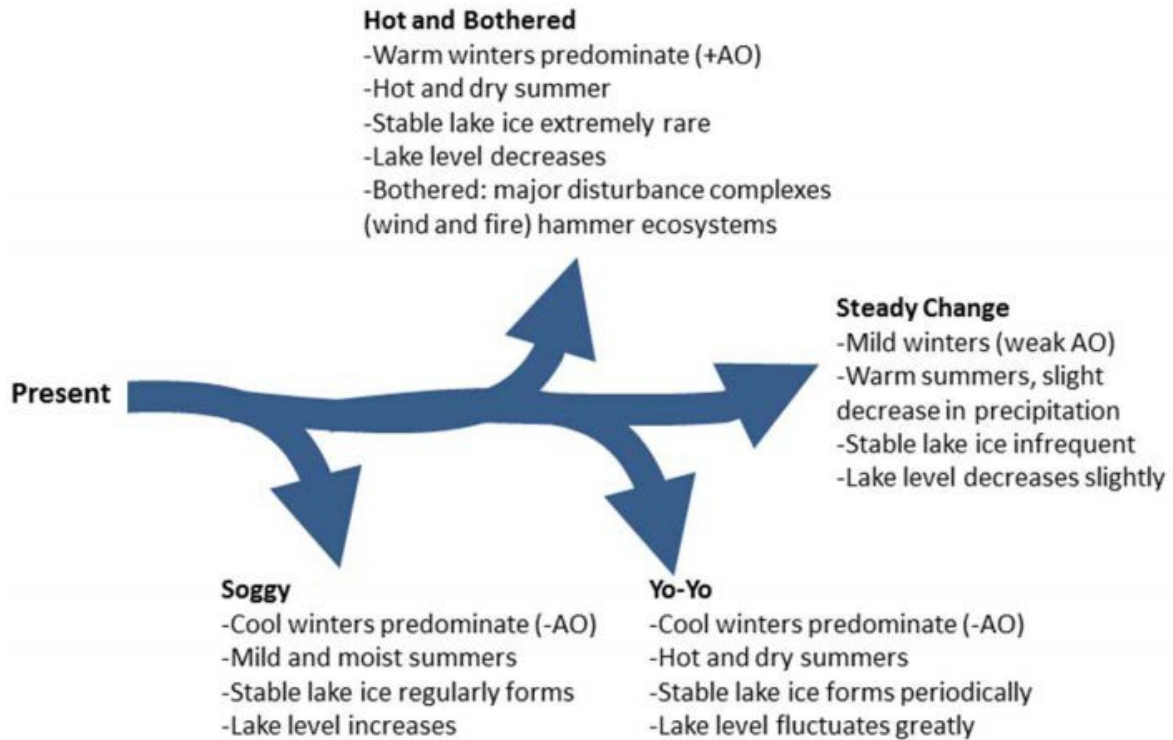 Hot and Bothered
-Warm winters predominate (+AO)
-Hot and dry summer
-Stable lake ice extremely rare
-Lake level decreases
-Bothered: major disturbance complexes
(wind and fire) hammer ecosystems
Present
Steady Change
-Mild winters (weak AO)
-Warm summers, slight
decrease in precipitation
-Stable lake ice infrequent
-Lake level decreases slightly
Soggy
-Cool winters predominate (-AO)
-Mild and moist summers
-Stable lake ice regularly forms
-Lake level increases
Yo-Yo
-Cool winters predominate (-AO)
-Hot and dry summers
-Stable lake ice forms periodically
-Lake level fluctuates greatly